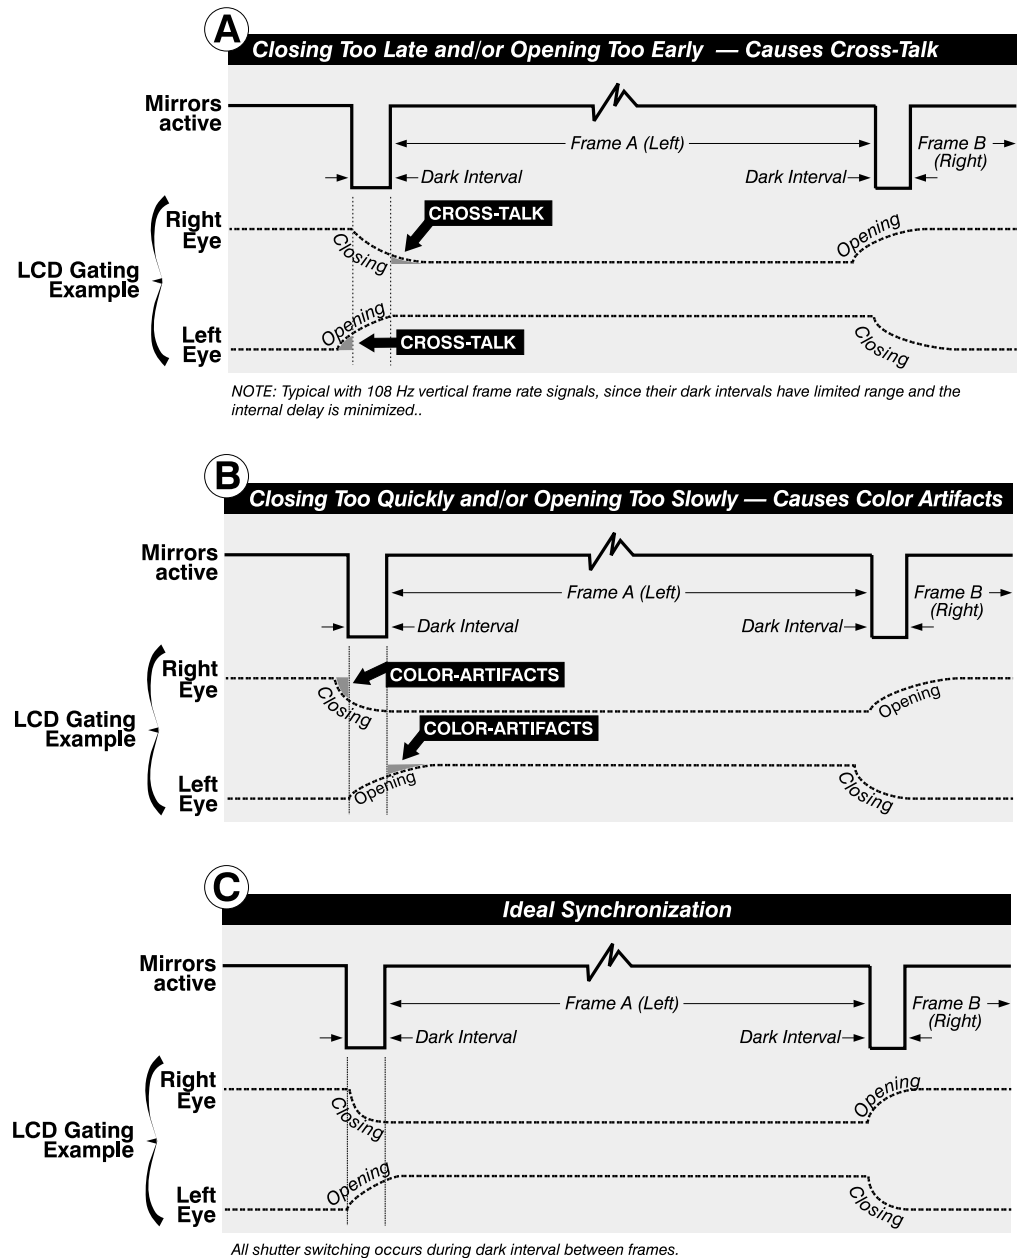 A
Closing Too Late and/or Opening Too Early — Causes Cross-Talk
Mirrors
active
Frame A (Left)
Frame B
(Right)
Dark Interval
Dark Interval
Right
Eye
CROSS-TALK
Closing
Opening
LCD Gating
Example
Opening
Left
Eye
CROSS-TALK
Closing
NOTE: Typical with 108 Hz vertical frame rate signals, since their dark intervals have limited range and the
internal delay is minimized..
B
Closing Too Quickly and/or Opening Too Slowly — Causes Color Artifacts
Mirrors
active
Frame A (Left)
Frame B
(Right)
Dark Interval
Dark Interval
Right
Eye
COLOR-ARTIFACTS
Closing
Opening
LCD Gating
Example
COLOR-ARTIFACTS
Left
Eye
Opening
Closing
C
Ideal Synchronization
Mirrors
active
Frame A (Left)
Frame B
(Right)
Dark Interval
Dark Interval
Right
Eye
Closing
Opening
LCD Gating
Example
Left
Eye
Opening
Closing
All shutter switching occurs during dark interval between frames.